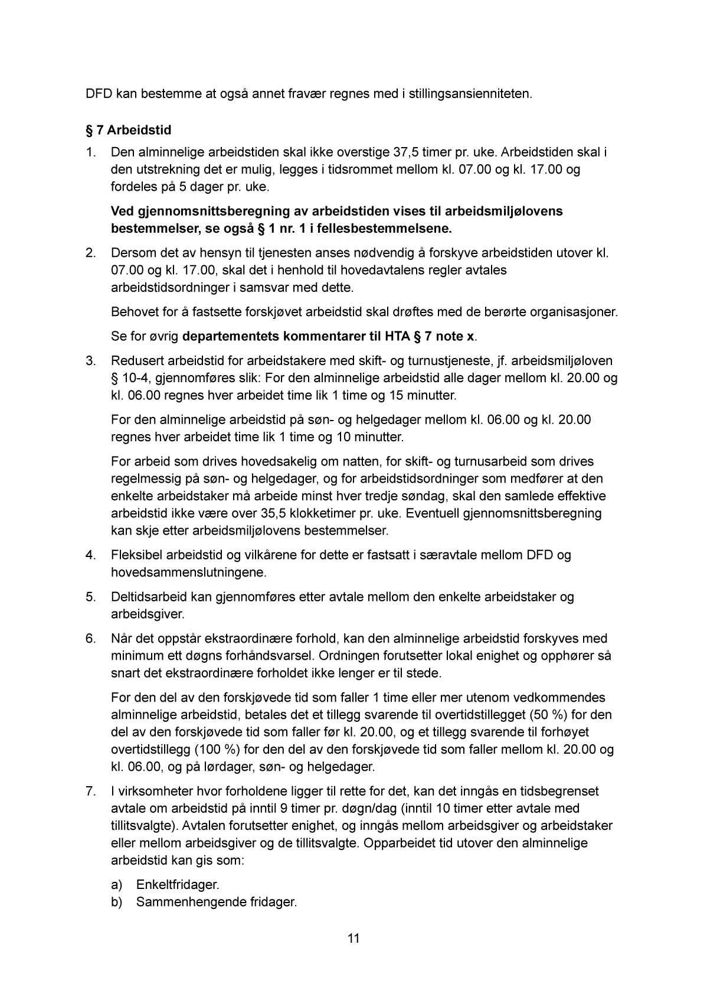 DFD kan bestemme at også annet fravær regnes med i stillingsansienniteten.
§ 7 Arbeidstid
1. Den alminnelige arbeidstiden skal ikke overstige 37,5 timer pr. uke. Arbeidstiden skal i
den utstrekning det er mulig, legges i tidsrommet mellom kl. 07.00 og kl. 17.00 og
fordeles på 5 dager pr. uke.
Ved gjennomsnittsberegning av arbeidstiden vises til arbeidsmiljølovens
bestemmelser, se også § 1 nr. 1 i fellesbestemmelsene.
2. Dersom det av hensyn til tjenesten anses nødvendig å forskyve arbeidstiden utover kl.
07.00 og kl. 17.00, skal det i henhold til hovedavtalens regler avtales
arbeidstidsordninger i samsvar med dette.
Behovet for å fastsette forskjøvet arbeidstid skal drøftes med de berørte organisasjoner.
Se for øvrig departementets kommentarer til HTA § 7 note x.
3. Redusert arbeidstid for arbeidstakere med skift- og turnustjeneste, jf. arbeidsmiljøloven
§ 10-4, gjennomføres slik: For den alminnelige arbeidstid alle dager mellom kl. 20.00 og
kl. 06.00 regnes hver arbeidet time lik 1 time og 15 minutter.
For den alminnelige arbeidstid på søn- og helgedager mellom kl. 06.00 og kl. 20.00
regnes hver arbeidet time lik 1 time og 10 minutter.
For arbeid som drives hovedsakelig om natten, for skift- og turnusarbeid som drives
regelmessig på søn- og helgedager, og for arbeidstidsordninger som medfører at den
enkelte arbeidstaker må arbeide minst hver tredje søndag, skal den samlede effektive
arbeidstid ikke være over 35,5 klokketimer pr. uke. Eventuell gjennomsnittsberegning
kan skje etter arbeidsmiljølovens bestemmelser.
4. Fleksibel arbeidstid og vilkårene for dette er fastsatt i særavtale mellom DFD og
hovedsammenslutningene.
5. Deltidsarbeid kan gjennomføres etter avtale mellom den enkelte arbeidstaker og
arbeidsgiver.
6. Når det oppstår ekstraordinære forhold, kan den alminnelige arbeidstid forskyves med
minimum ett døgns forhåndsvarsel. Ordningen forutsetter lokal enighet og opphører så
snart det ekstraordinære forholdet ikke lenger er til stede.
For den del av den forskjøvede tid som faller 1 time eller mer utenom vedkommendes
alminnelige arbeidstid, betales det et tillegg svarende til overtidstillegget (50 %) for den
del av den forskjøvede tid som faller før kl. 20.00, og et tillegg svarende til forhøyet
overtidstillegg (100 %) for den del av den forskjøvede tid som faller mellom kl. 20.00 og
kl. 06.00, og på lørdager, søn- og helgedager.
7. I virksomheter hvor forholdene ligger til rette for det, kan det inngås en tidsbegrenset
avtale om arbeidstid på inntil 9 timer pr. døgn/dag (inntil 10 timer etter avtale med
tillitsvalgte). Avtalen forutsetter enighet, og inngås mellom arbeidsgiver og arbeidstaker
eller mellom arbeidsgiver og de tillitsvalgte. Opparbeidet tid utover den alminnelige
arbeidstid kan gis som:
a) Enkeltfridager.
b) Sammenhengende fridager.
11